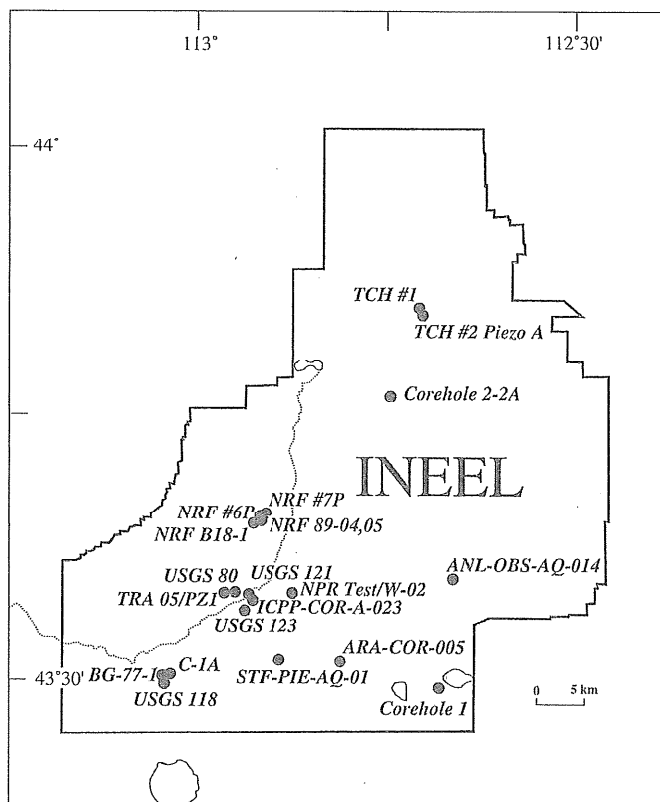 113°
112°30'
44°
TCH #1
TCH #2 Piezo A
Corehole 2-2A
INEEL
NRF #7P
NRF #6P
NRF 89-04,05
NRF B18-1
ANL-OBS-AQ-014
USGS 80
USGS 121
NPR Test/W-02
TRA 05/PZ1
ICPP-COR-A-023
USGS 123
ARA-COR-005
C-1A
BG-77-1
STF-PIE-AQ-01
43°30'
USGS 118
Corehole 1
0 5 km